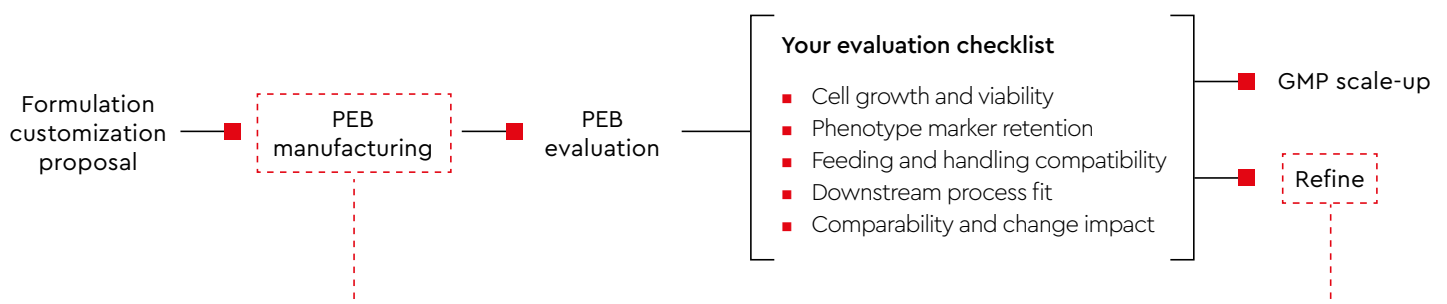 Formulation
customization
proposal
PEB
manufacturing
PEB
evaluation
Your evaluation checklist
Cell growth and viability
Phenotype marker retention
Feeding and handling compatibility
Downstream process fit
Comparability and change impact
GMP scale-up
Refine